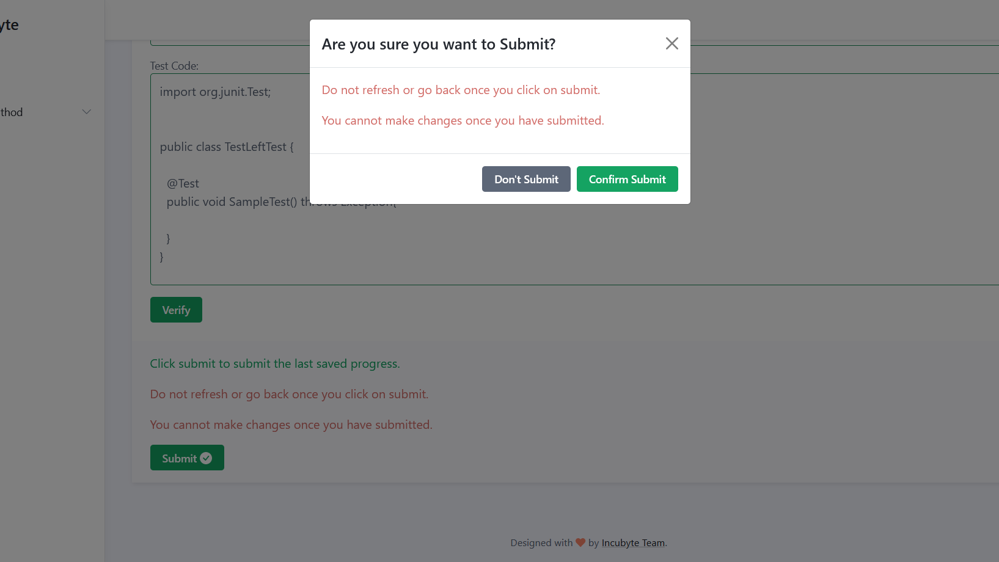 yte
thod
Are you sure you want to Submit?
Do not refresh or go back once you click on submit.
You cannot make changes once you have submitted.
Don't Submit
Confirm Submit
Test Code:
import org.junit.Test;
public class TestLeftTest {
@Test
public void SampleTest() throws Exception{
}
}
Verify
Click submit to submit the last saved progress.
Do not refresh or go back once you click on submit.
You cannot make changes once you have submitted.
Submit
Designed with by Incubyte Team.